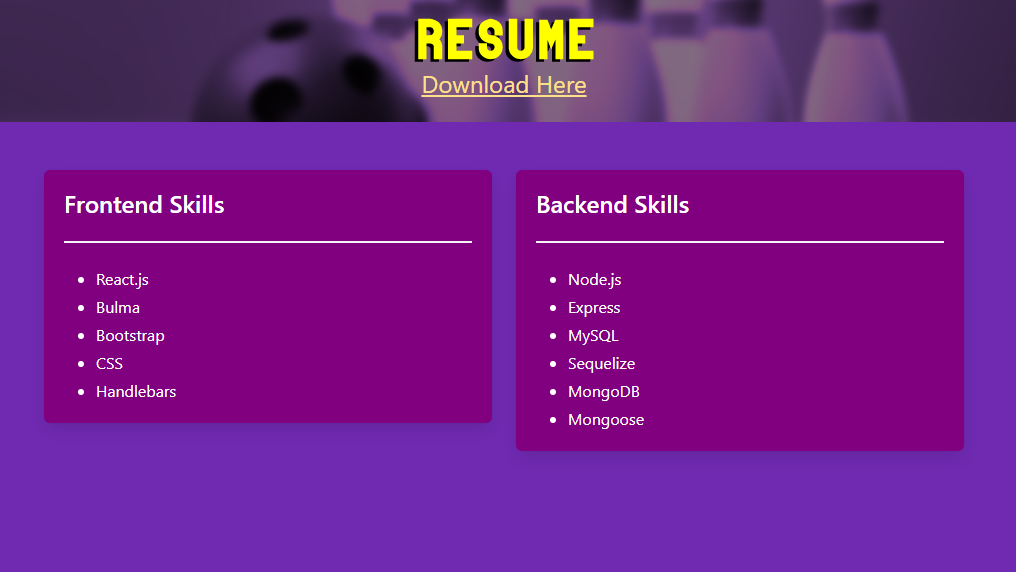 RESUME
Download Here
Frontend Skills
React.js
Bulma
Bootstrap
CSS
Handlebars
Backend Skills
Node.js
Express
MySQL
Sequelize
MongoDB
Mongoose